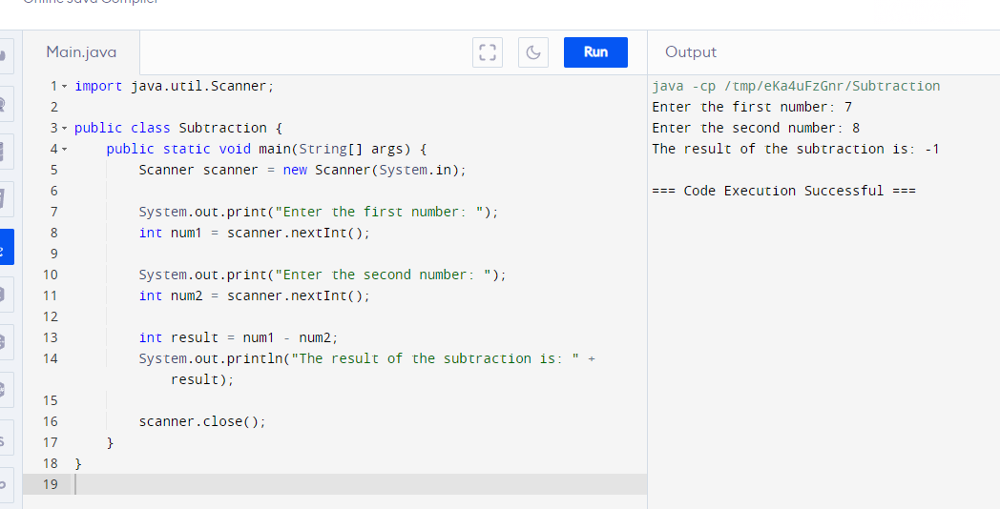 Online Java Compiler
Main.java
Run
Output
1 import java.util.Scanner;
2
3 public class Subtraction {
4     public static void main(String[] args) {
5         Scanner scanner = new Scanner(System.in);
6
7         System.out.print("Enter the first number: ");
8         int num1 = scanner.nextInt();
9
10         System.out.print("Enter the second number: ");
11         int num2 = scanner.nextInt();
12
13         int result = num1 - num2;
14         System.out.println("The result of the subtraction is: " +
            result);
15
16         scanner.close();
17     }
18 }
19
java -cp /tmp/eKa4uFzGnr/Subtraction
Enter the first number: 7
Enter the second number: 8
The result of the subtraction is: -1
=== Code Execution Successful ===